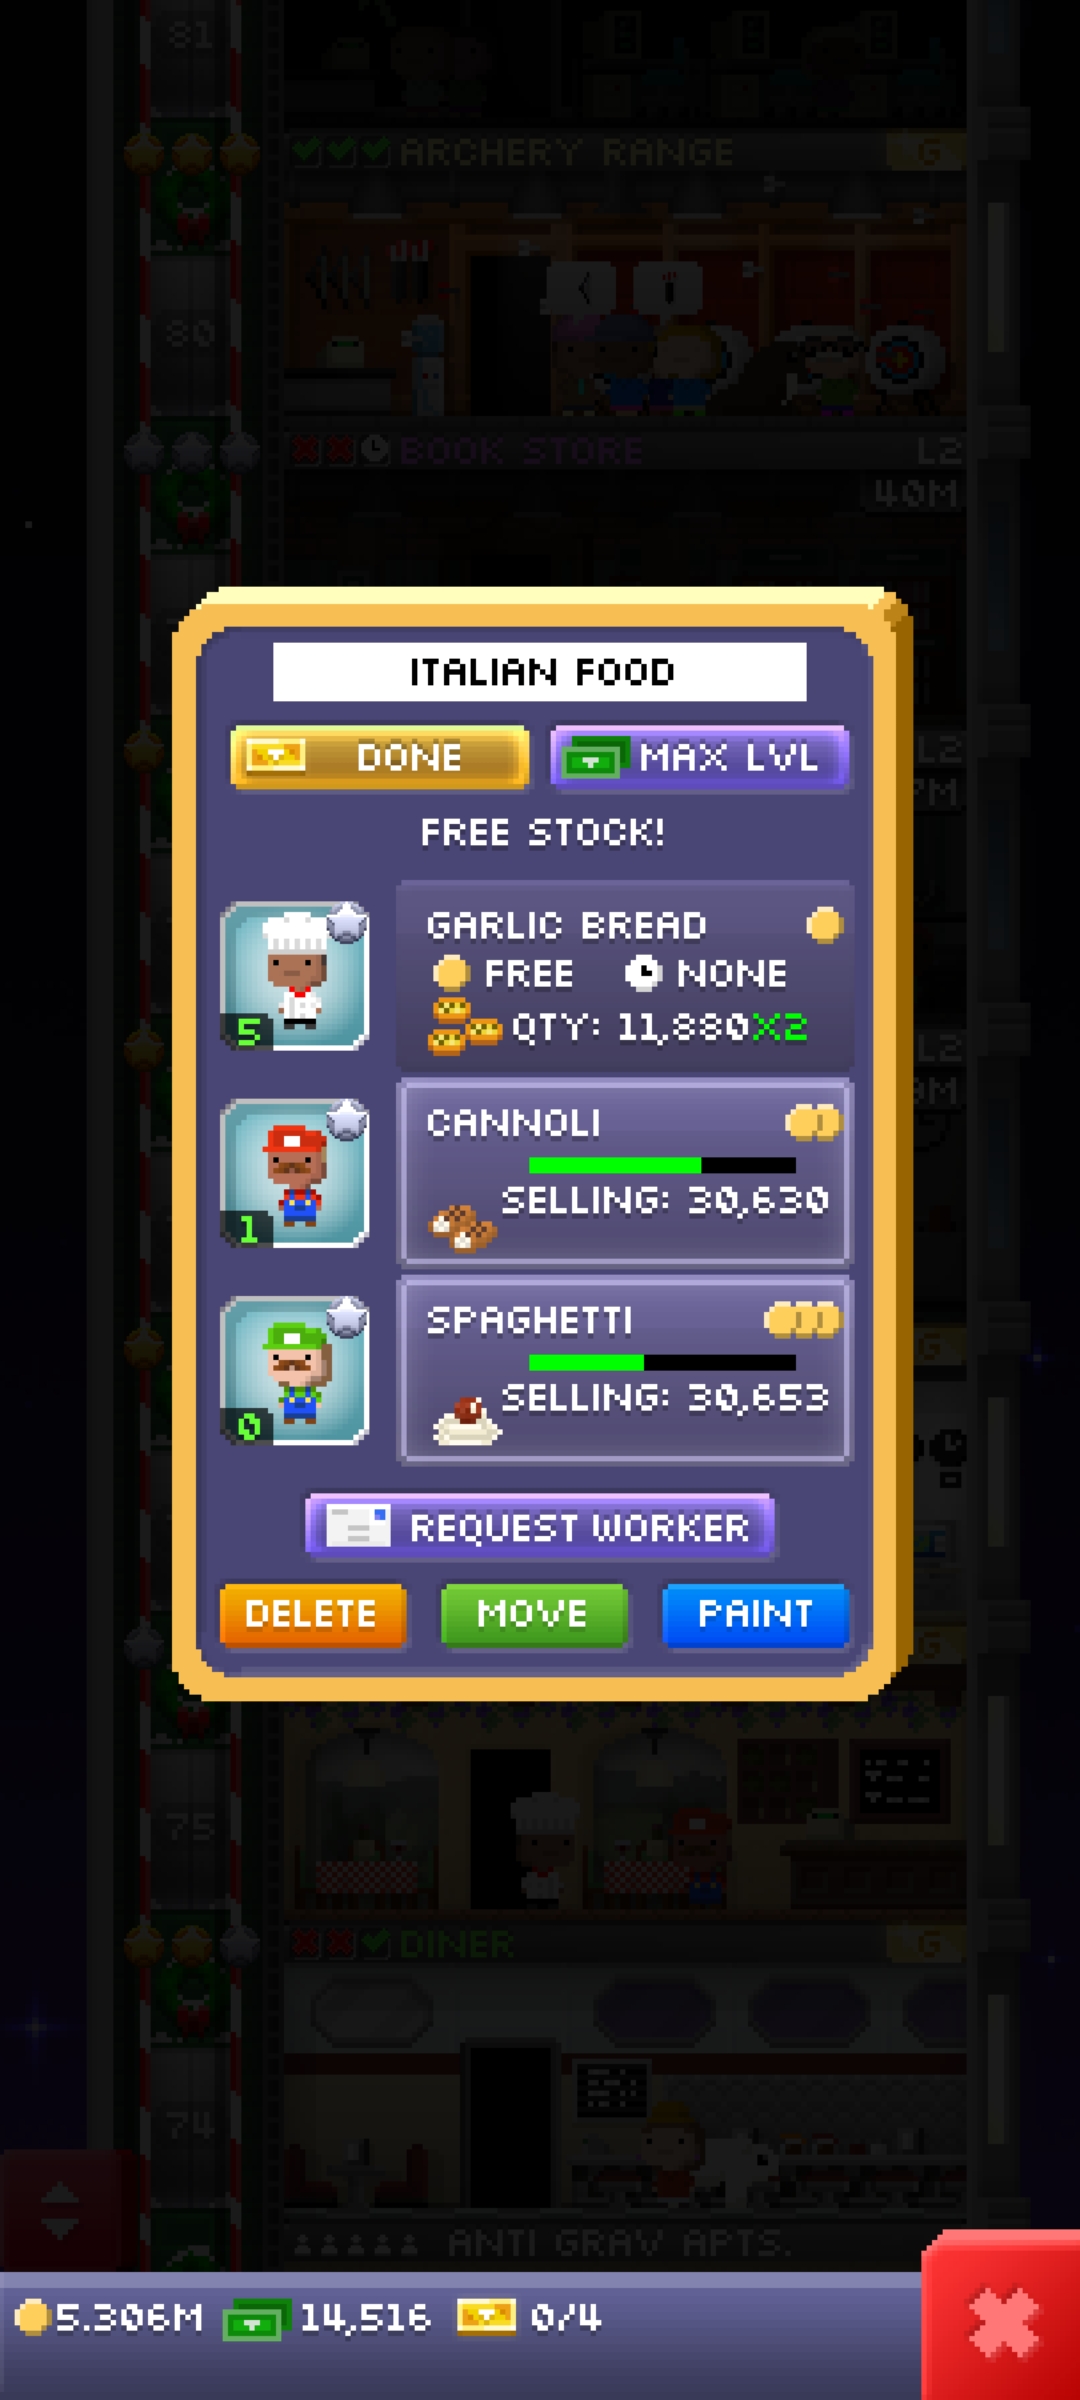 81
ARCHERY RANGE G
80
BOOK STORE L2
40M
ITALIAN FOOD
L2
DONE MAX LVL
FREE STOCK!
GARLIC BREAD
FREE NONE
5 QTY: 11,880X2
L2
CANNOLI
SELLING: 30,630
1
SPAGHETTI
G
SELLING: 30,653
0
REQUEST WORKER
DELETE MOVE PAINT
G
75
DINER G
74
ANTI GRAV APTS.
5.306M 14,516 0/4